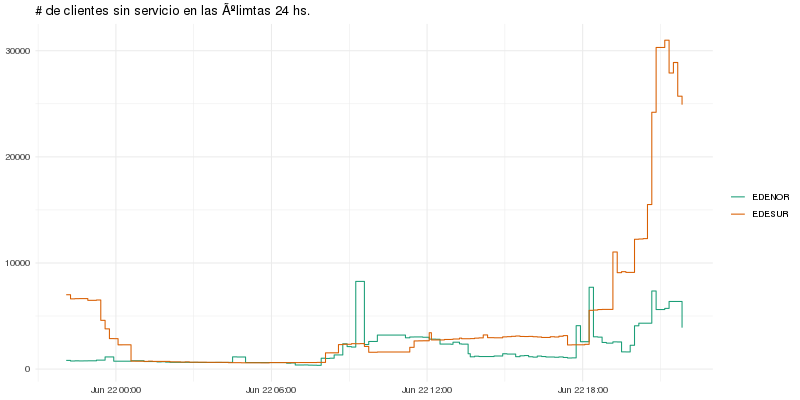 # de clientes sin servicio en las Ãºlimtas 24 hs.
30000
20000
10000
0
Jun 22 00:00
Jun 22 06:00
Jun 22 12:00
Jun 22 18:00
EDENOR
EDESUR